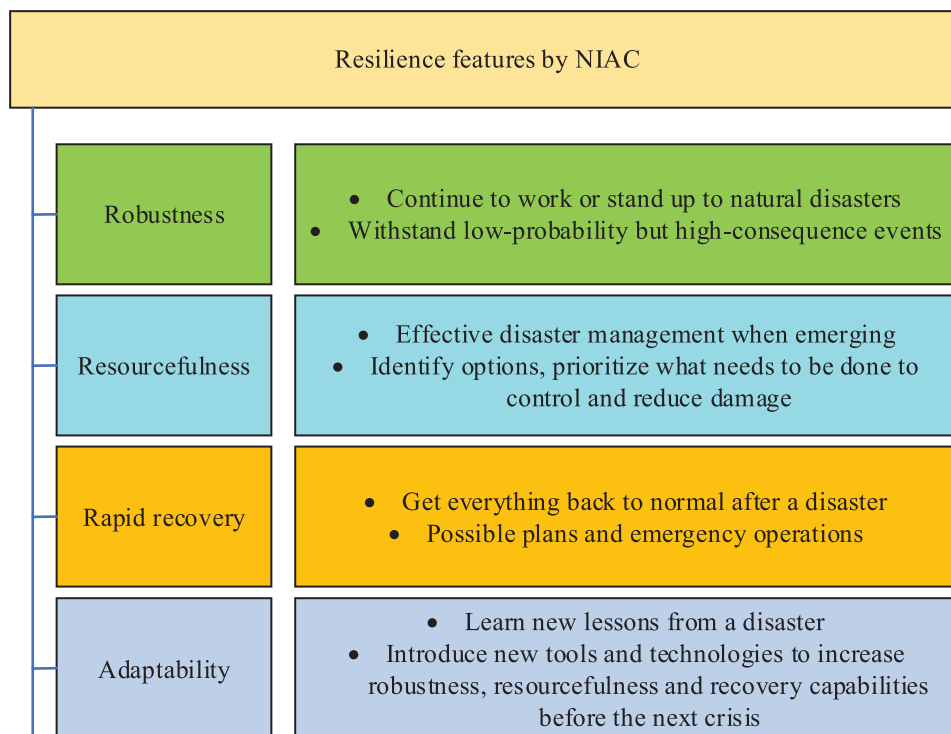 Resilience features by NIAC
Robustness
• Continue to work or stand up to natural disasters
• Withstand low-probability but high-consequence events
Resourcefulness
• Effective disaster management when emerging
• Identify options, prioritize what needs to be done to
control and reduce damage
Rapid recovery
• Get everything back to normal after a disaster
• Possible plans and emergency operations
Adaptability
• Learn new lessons from a disaster
• Introduce new tools and technologies to increase
robustness, resourcefulness and recovery capabilities
before the next crisis